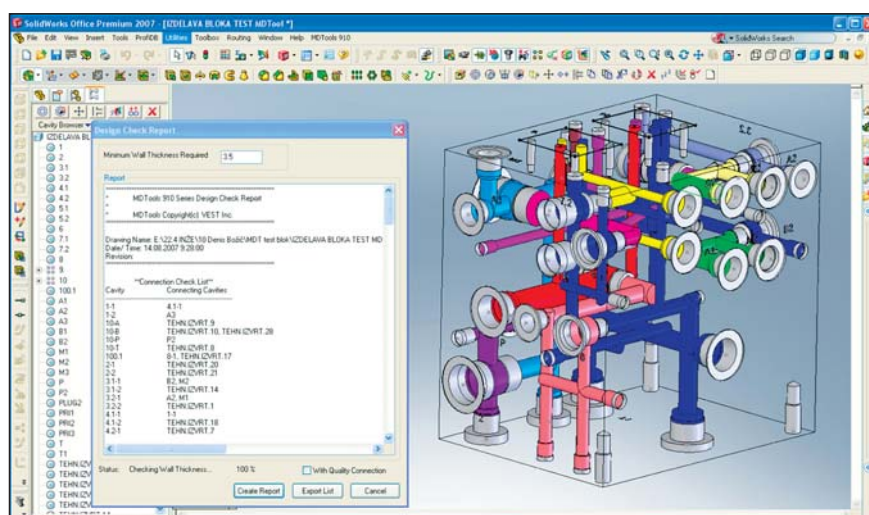 SolidWorks Office Premium 2007 - [IZDELAVA BLOKA TEST MDTool *]
File Edit View Insert Tools ProfiDB Utilities Toolbox Routing Window Help MDTools 910
SolidWorks Search
Cavity Browser
IZDELAVA BL
1
2
3.1
3.2
4.1
4.2
5.1
5.2
6
7.1
7.2
8
9
10
100.1
A1
A2
A3
B1
B2
M1
M2
M3
P
P2
PLUG2
PRI1
PRI2
PRI3
T
T1
TEHN.IZV
TEHN.IZV
TEHN.IZV
TEHN.IZV
TEHN.IZV
Design Check Report
Minimum Wall Thickness Required 3.5
Report
* MDTools 910 Series Design Check Report
*
* MDTools Copyright(c) VEST Inc.
Drawing Name: E:\22.4 INŽE\10 Denis Božič\MDT test blok\IZDELAVA BLOKA TEST MD
Date/ Time: 14.08.2007 9:28:00
Revision:
**Connection Check List**
Cavity Connecting Cavities
1-1 4.1-1
1-2 A3
10-A TEHN.IZVRT.9
10-B TEHN.IZVRT.10, TEHN.IZVRT.28
10-P P2
10-T TEHN.IZVRT.8
100.1 8-1, TEHN.IZVRT.17
2-1 TEHN.IZVRT.20
2-2 TEHN.IZVRT.21
3.1-1 B2, M2
3.1-2 TEHN.IZVRT.14
3.2-1 A2, M1
3.2-2 TEHN.IZVRT.1
4.1-1 1-1
4.1-2 TEHN.IZVRT.18
4.2-1 TEHN.IZVRT.7
Status: Checking Wall Thickness... 100 % With Quality Connection
Create Report Export List Cancel
A2
B2